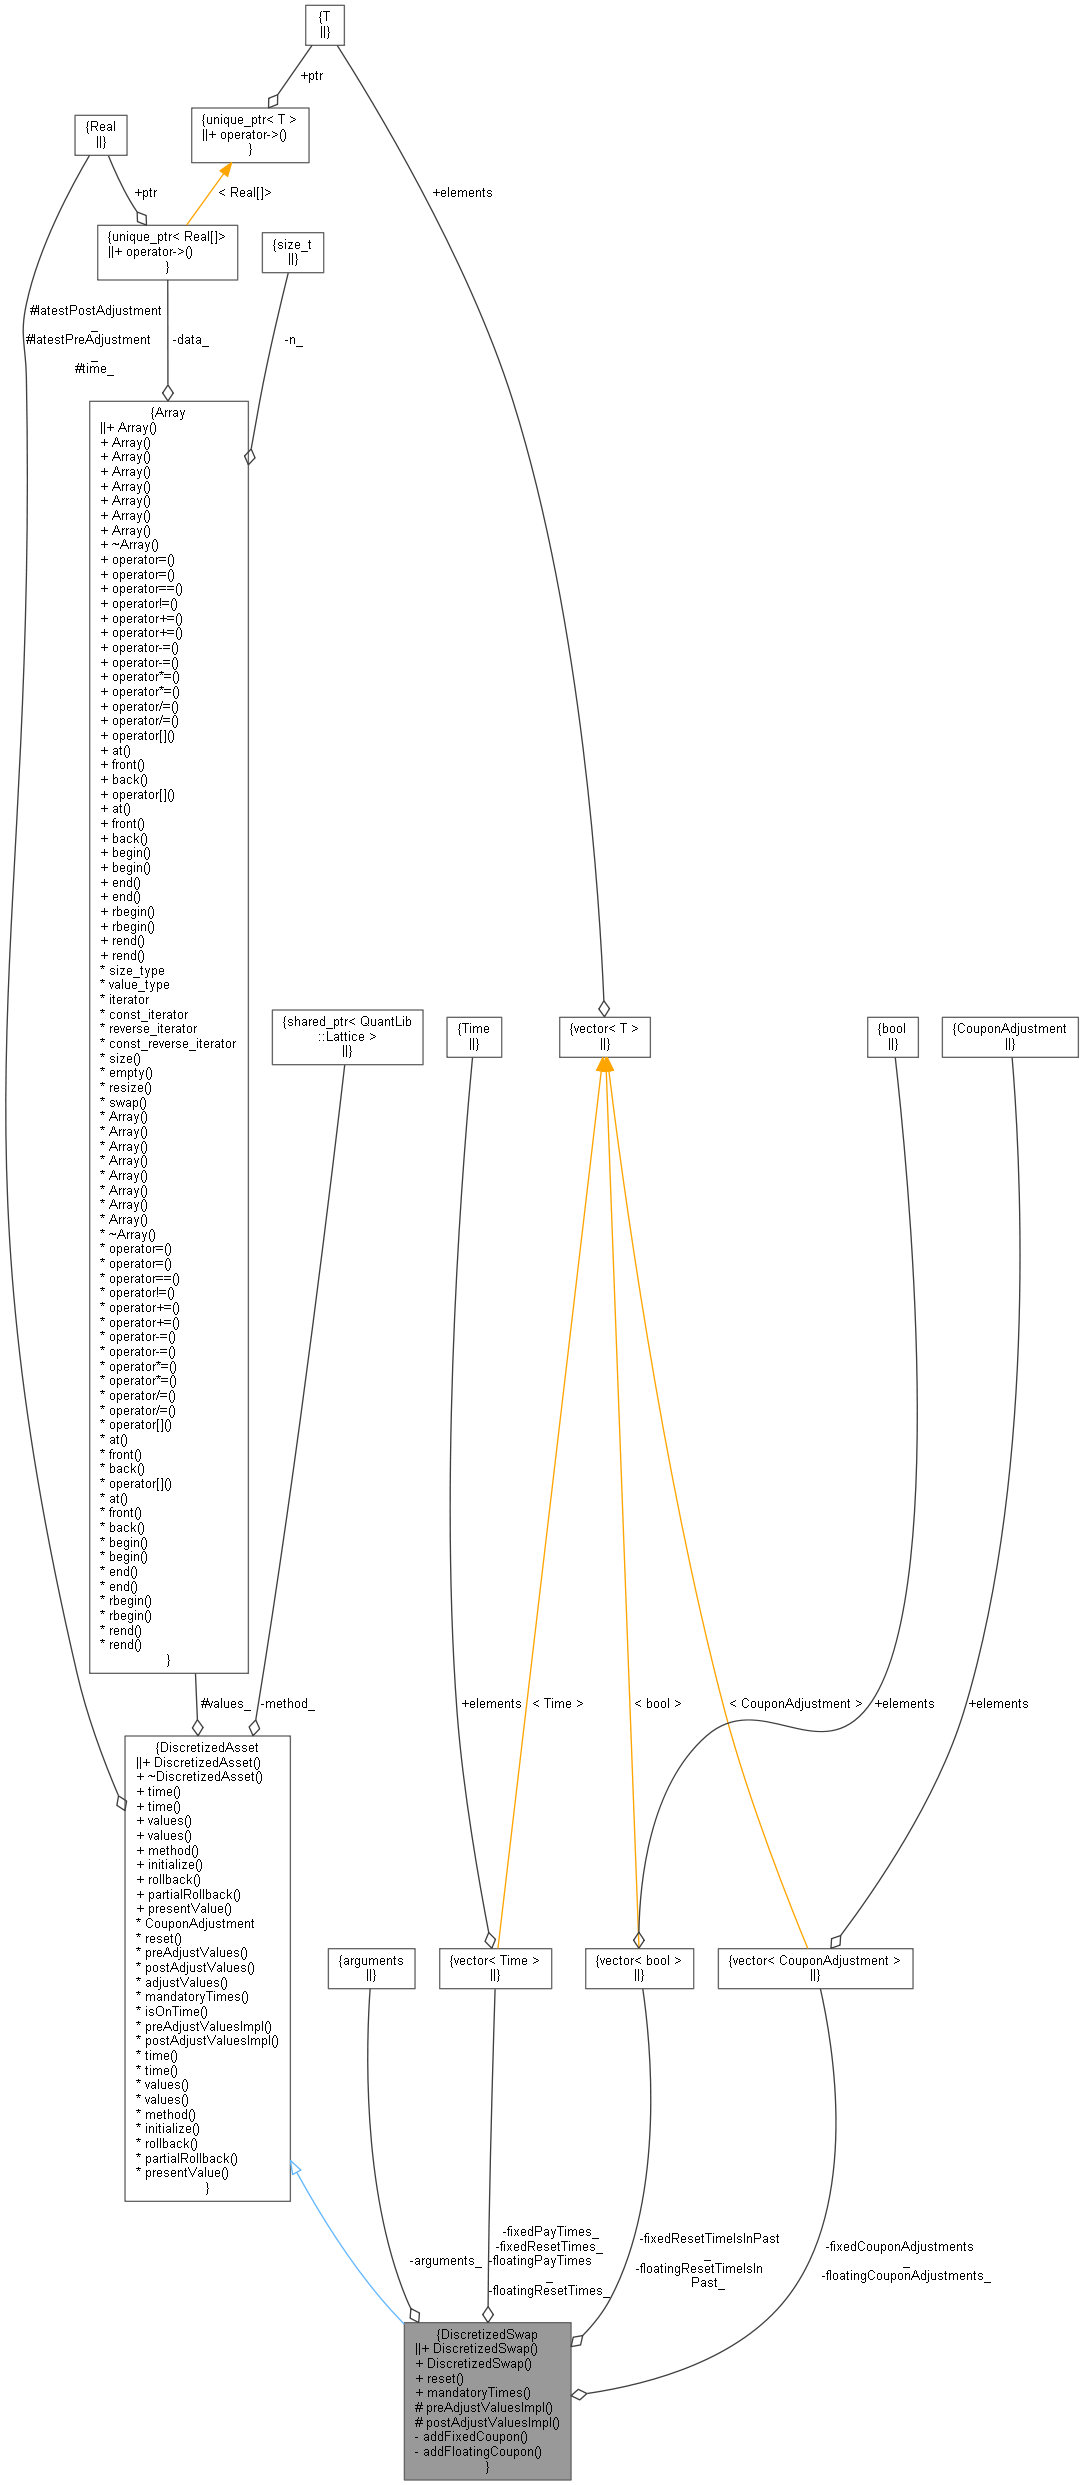 {T
||}
+ptr
{unique_ptr< T >
||+ operator->()
}
{Real
||}
+ptr
< Real[]>
+elements
{unique_ptr< Real[]>
||+ operator->()
}
{size_t
||}
#latestPostAdjustment
_
#latestPreAdjustment
_
#time_
-data_
-n_
{Array
||+ Array()
+ Array()
+ Array()
+ Array()
+ Array()
+ Array()
+ Array()
+ Array()
+ ~Array()
+ operator=()
+ operator=()
+ operator==()
+ operator!=()
+ operator+=()
+ operator+=()
+ operator-=()
+ operator-=()
+ operator*=()
+ operator*=()
+ operator/=()
+ operator/=()
+ operator[]()
+ at()
+ front()
+ back()
+ operator[]()
+ at()
+ front()
+ back()
+ begin()
+ begin()
+ end()
+ end()
+ rbegin()
+ rbegin()
+ rend()
+ rend()
* size_type
* value_type
* iterator
* const_iterator
* reverse_iterator
* const_reverse_iterator
* size()
* empty()
* resize()
* swap()
* Array()
* Array()
* Array()
* Array()
* Array()
* Array()
* Array()
* Array()
* ~Array()
* operator=()
* operator=()
* operator==()
* operator!=()
* operator+=()
* operator+=()
* operator-=()
* operator-=()
* operator*=()
* operator*=()
* operator/=()
* operator/=()
* operator[]()
* at()
* front()
* back()
* operator[]()
* at()
* front()
* back()
* begin()
* begin()
* end()
* end()
* rbegin()
* rbegin()
* rend()
* rend()
}
{shared_ptr< QuantLib
::Lattice >
||}
{Time
||}
{vector< T >
||}
{bool
||}
{CouponAdjustment
||}
#values_
-method_
+elements
< Time >
< bool >
< CouponAdjustment >
+elements
+elements
{DiscretizedAsset
||+ DiscretizedAsset()
+ ~DiscretizedAsset()
+ time()
+ time()
+ values()
+ values()
+ method()
+ initialize()
+ rollback()
+ partialRollback()
+ presentValue()
* CouponAdjustment
* reset()
* preAdjustValues()
* postAdjustValues()
* adjustValues()
* mandatoryTimes()
* isOnTime()
* preAdjustValuesImpl()
* postAdjustValuesImpl()
* time()
* time()
* values()
* values()
* method()
* initialize()
* rollback()
* partialRollback()
* presentValue()
}
{arguments
||}
{vector< Time >
||}
{vector< bool >
||}
{vector< CouponAdjustment >
||}
-arguments_
-fixedPayTimes_
-fixedResetTimes_
-floatingPayTimes
_
-floatingResetTimes_
-fixedResetTimeIsInPast
_
-floatingResetTimeIsIn
Past_
-fixedCouponAdjustments
_
-floatingCouponAdjustments_
{DiscretizedSwap
||+ DiscretizedSwap()
+ DiscretizedSwap()
+ reset()
+ mandatoryTimes()
# preAdjustValuesImpl()
# postAdjustValuesImpl()
- addFixedCoupon()
- addFloatingCoupon()
}